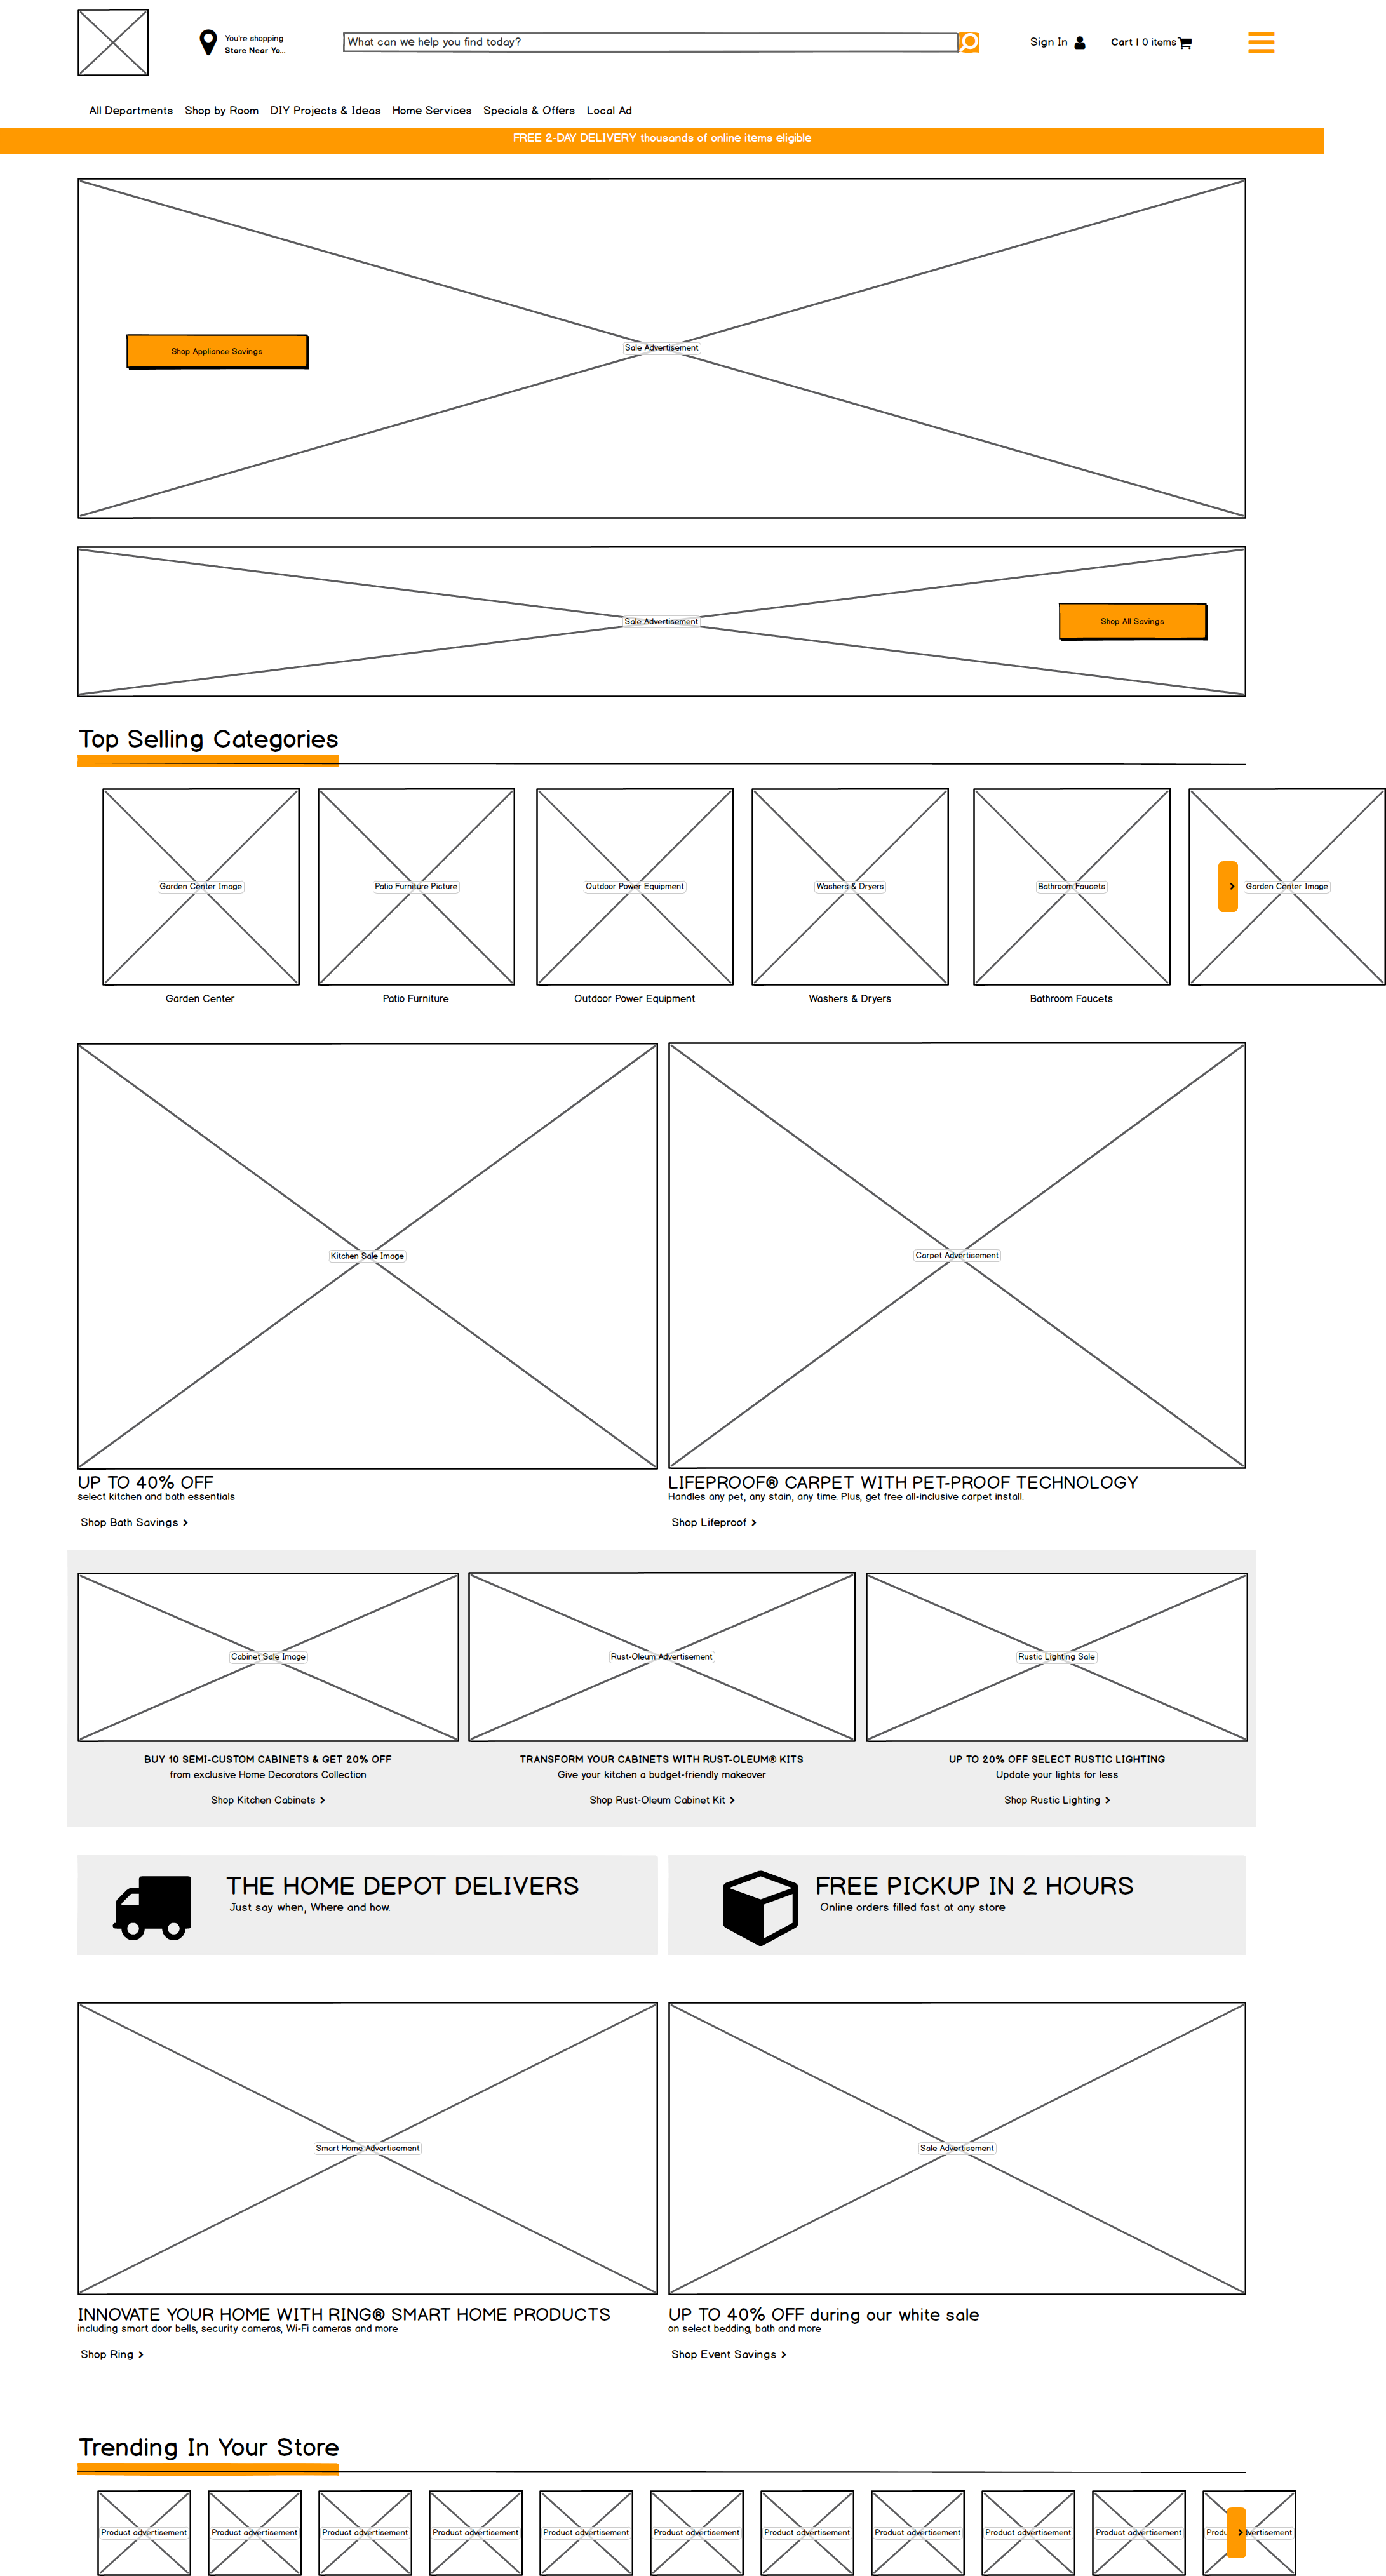 You're shopping
Store Near Yo...
What can we help you find today?
Sign In
Cart | 0 items
All Departments Shop by Room DIY Projects & Ideas Home Services Specials & Offers Local Ad
FREE 2-DAY DELIVERY thousands of online items eligible
Sale Advertisement
Shop Appliance Savings
Sale Advertisement
Shop All Savings
Top Selling Categories
Garden Center Image
Patio Furniture Picture
Outdoor Power Equipment
Washers & Dryers
Bathroom Faucets
Garden Center Image
Garden Center
Patio Furniture
Outdoor Power Equipment
Washers & Dryers
Bathroom Faucets
Kitchen Sale Image
Carpet Advertisement
UP TO 40% OFF
select kitchen and bath essentials
Shop Bath Savings
LIFEPROOF® CARPET WITH PET-PROOF TECHNOLOGY
Handles any pet, any stain, any time. Plus, get free all-inclusive carpet install.
Shop Lifeproof
Cabinet Sale Image
Rust-Oleum Advertisement
Rustic Lighting Sale
BUY 10 SEMI-CUSTOM CABINETS & GET 20% OFF
from exclusive Home Decorators Collection
Shop Kitchen Cabinets
TRANSFORM YOUR CABINETS WITH RUST-OLEUM® KITS
Give your kitchen a budget-friendly makeover
Shop Rust-Oleum Cabinet Kit
UP TO 20% OFF SELECT RUSTIC LIGHTING
Update your lights for less
Shop Rustic Lighting
THE HOME DEPOT DELIVERS
Just say when, Where and how.
FREE PICKUP IN 2 HOURS
Online orders filled fast at any store
Smart Home Advertisement
Sale Advertisement
INNOVATE YOUR HOME WITH RING® SMART HOME PRODUCTS
including smart door bells, security cameras, Wi-Fi cameras and more
Shop Ring
UP TO 40% OFF during our white sale
on select bedding, bath and more
Shop Event Savings
Trending In Your Store
Product advertisement
Product advertisement
Product advertisement
Product advertisement
Product advertisement
Product advertisement
Product advertisement
Product advertisement
Product advertisement
Product advertisement
Produ vertisement